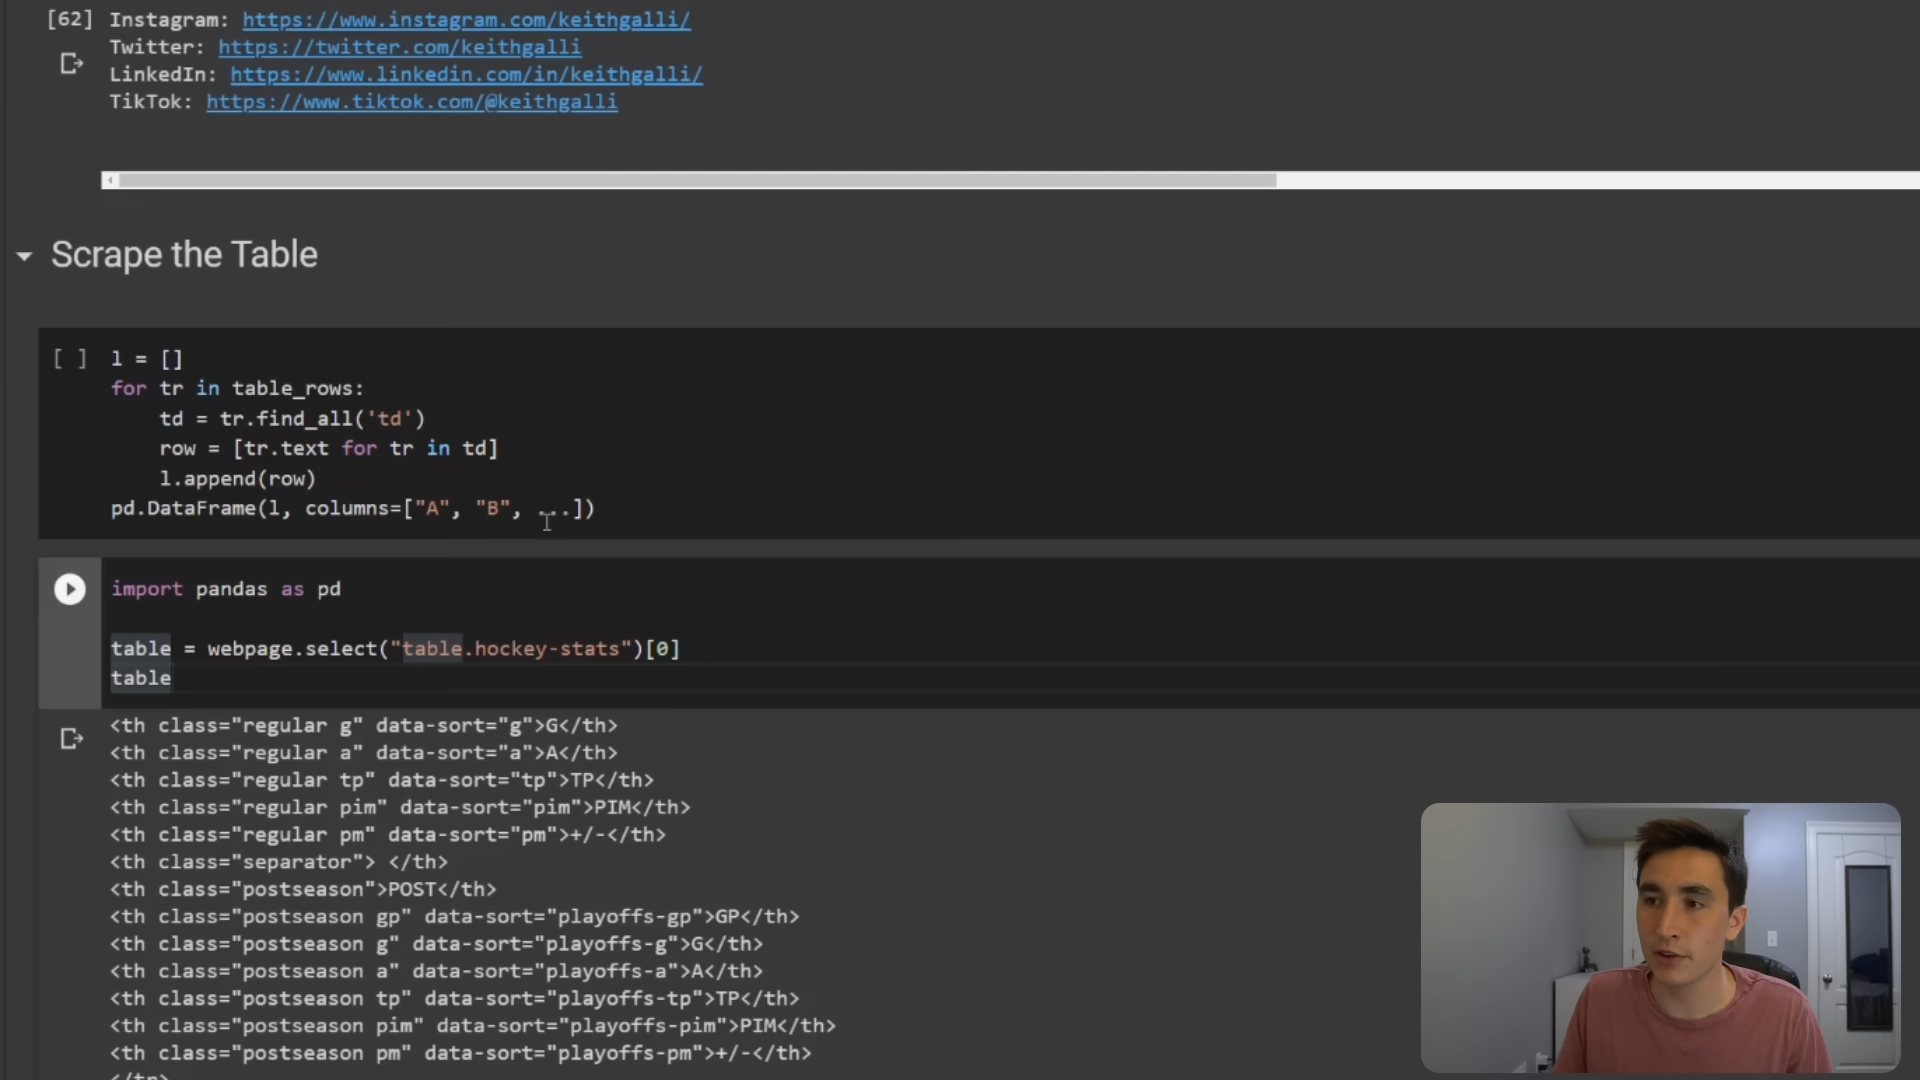 [62] Instagram: https://www.instagram.com/keithgalli/
Twitter: https://twitter.com/keithgalli
LinkedIn: https://www.linkedin.com/in/keithgalli/
TikTok: https://www.tiktok.com/@keithgalli
Scrape the Table
[ ] l = []
for tr in table_rows:
    td = tr.find_all('td')
    row = [tr.text for tr in td]
    l.append(row)
pd.DataFrame(l, columns=["A", "B", ...])
import pandas as pd
table = webpage.select("table.hockey-stats")[0]
table
<th class="regular g" data-sort="g">G</th>
<th class="regular a" data-sort="a">A</th>
<th class="regular tp" data-sort="tp">TP</th>
<th class="regular pim" data-sort="pim">PIM</th>
<th class="regular pm" data-sort="pm">+/-</th>
<th class="separator"> </th>
<th class="postseason">POST</th>
<th class="postseason gp" data-sort="playoffs-gp">GP</th>
<th class="postseason g" data-sort="playoffs-g">G</th>
<th class="postseason a" data-sort="playoffs-a">A</th>
<th class="postseason tp" data-sort="playoffs-tp">TP</th>
<th class="postseason pim" data-sort="playoffs-pim">PIM</th>
<th class="postseason pm" data-sort="playoffs-pm">+/-</th>
</tr>